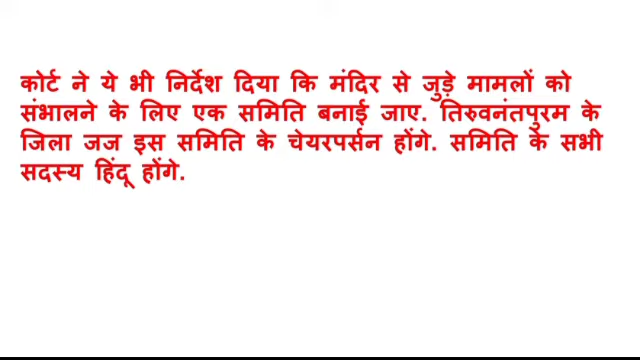 कोर्ट ने ये भी निर्देश दिया कि मंदिर से जुड़े मामलों को
संभालने के लिए एक समिति बनाई जाए. तिरुवनंतपुरम के
जिला जज इस समिति के चेयरपर्सन होंगे. समिति के सभी
सदस्य हिंदू होंगे.